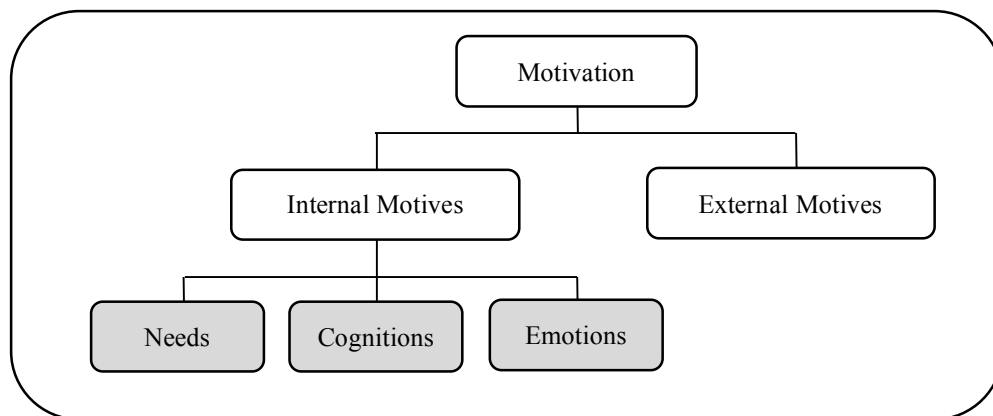 Motivation
Internal Motives
External Motives
Needs
Cognitions
Emotions